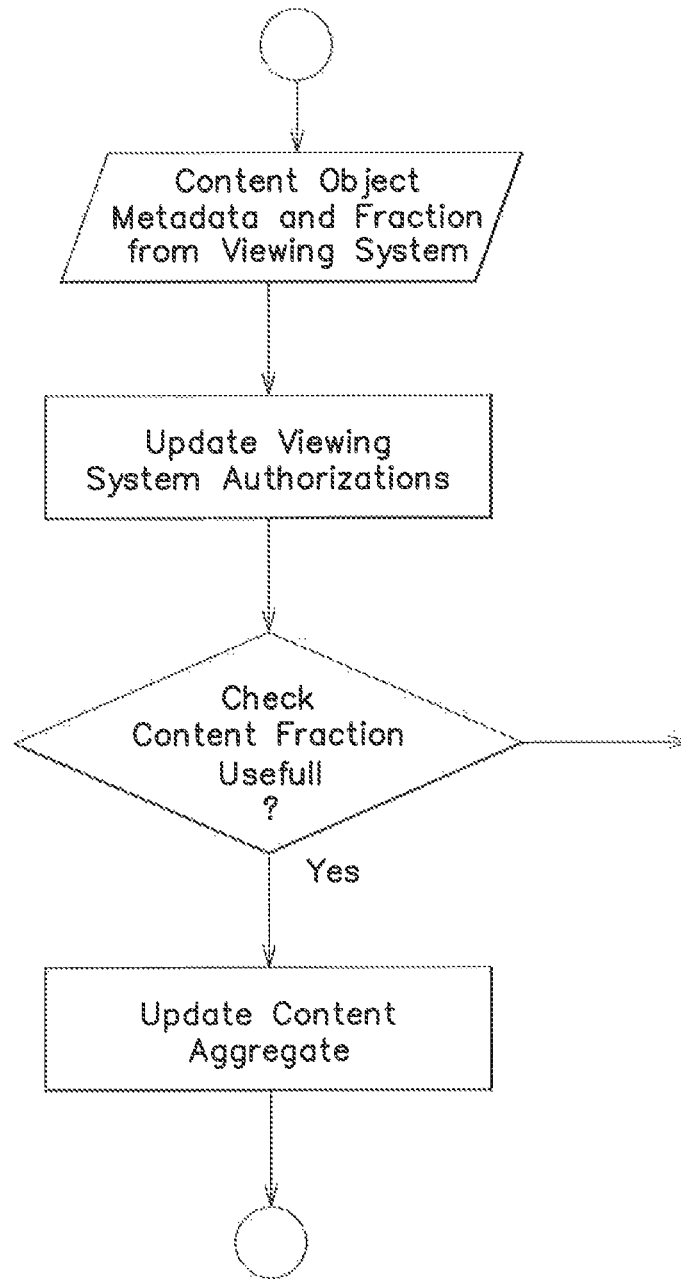 Content Object
Metadata and Fraction
from Viewing System
Update Viewing
System Authorizations
Check
Content Fraction
Usefull
?
Yes
Update Content
Aggregate